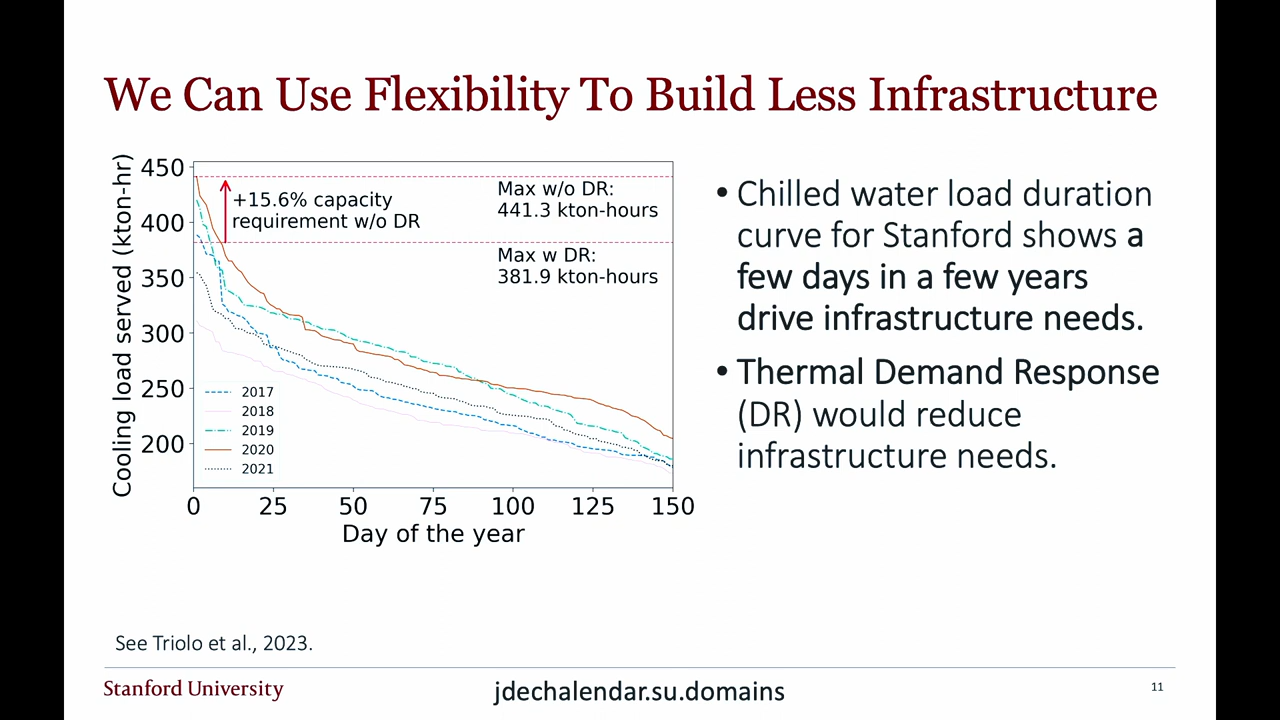 We Can Use Flexibility To Build Less Infrastructure
Cooling load served (kton-hr)
450
400
350
300
250
200
+15.6% capacity
requirement w/o DR
Max w/o DR:
441.3 kton-hours
Max w DR:
381.9 kton-hours
2017
2018
2019
2020
2021
0 25 50 75 100 125 150
Day of the year
• Chilled water load duration
curve for Stanford shows a
few days in a few years
drive infrastructure needs.
• Thermal Demand Response
(DR) would reduce
infrastructure needs.
See Triolo et al., 2023.
Stanford University
jdechalendar.su.domains
11